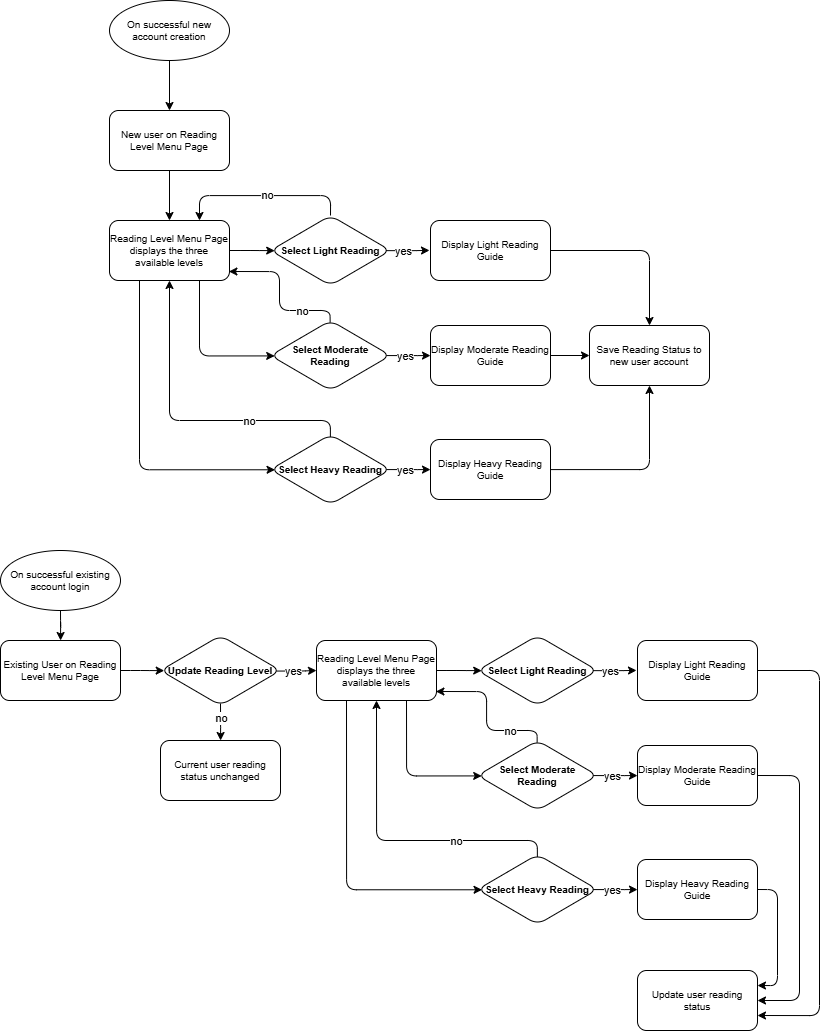 On successful new
account creation
New user on Reading
Level Menu Page
no
Reading Level Menu Page
displays the three
available levels
Select Light Reading
yes
Display Light Reading
Guide
no
Select Moderate
Reading
yes
Display Moderate Reading
Guide
Save Reading Status to
new user account
no
Select Heavy Reading
yes
Display Heavy Reading
Guide
On successful existing
account login
Existing User on Reading
Level Menu Page
Update Reading Level
yes
Reading Level Menu Page
displays the three
available levels
Select Light Reading
yes
Display Light Reading
Guide
no
Current user reading
status unchanged
no
Select Moderate
Reading
yes
Display Moderate Reading
Guide
no
Select Heavy Reading
yes
Display Heavy Reading
Guide
Update user reading
status